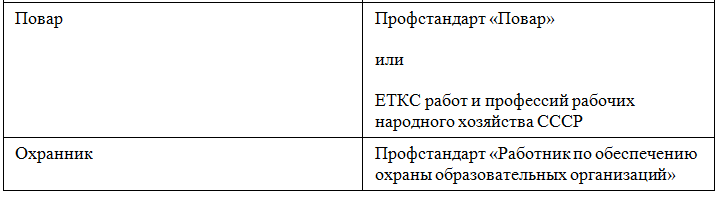 Повар
Профстандарт «Повар»
или
ЕТКС работ и профессий рабочих
народного хозяйства СССР
Охранник
Профстандарт «Работник по обеспечению
охраны образовательных организаций»